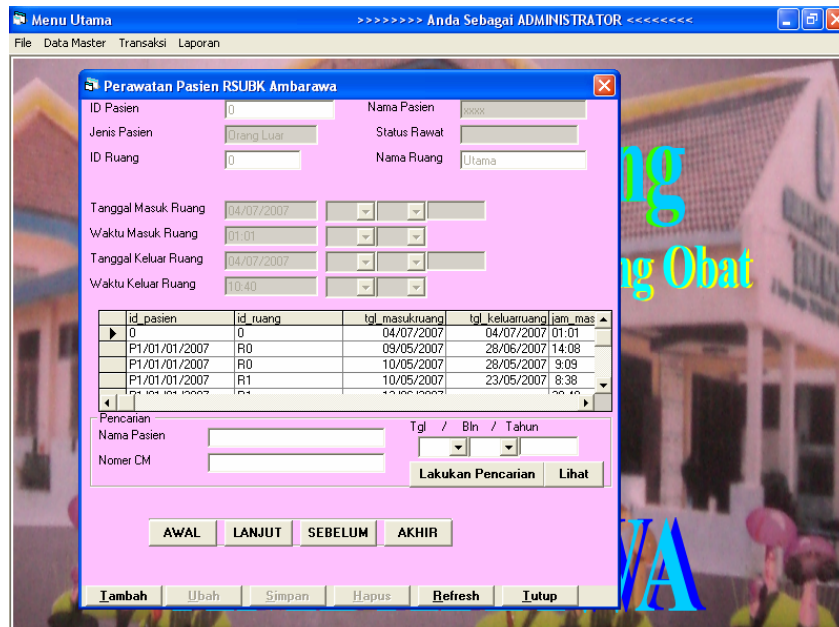 Menu Utama >>>>>>>> Anda Sebagai ADMINISTRATOR <<<<<<<<
File Data Master Transaksi Laporan
Perawatan Pasien RSUBK Ambarawa
ID Pasien 0 Nama Pasien xxxx
Jenis Pasien Orang Luar Status Rawat
ID Ruang 0 Nama Ruang Utama
Tanggal Masuk Ruang 04/07/2007
Waktu Masuk Ruang 01:01
Tanggal Keluar Ruang 04/07/2007
Waktu Keluar Ruang 10:40
id_pasien id_ruang tgl_masukruang tgl_keluarruang jam_mas
0 0 04/07/2007 04/07/2007 01:01
P1/01/01/2007 R0 09/05/2007 28/06/2007 14:08
P1/01/01/2007 R0 10/05/2007 28/05/2007 9:09
P1/01/01/2007 R1 10/05/2007 23/05/2007 8:38
Pencarian
Tgl / Bln / Tahun
Nama Pasien
Nomer CM
Lakukan Pencarian Lihat
AWAL LANJUT SEBELUM AKHIR
Tambah Ubah Simpan Hapus Refresh Tutup
ng
ng Obat
WA